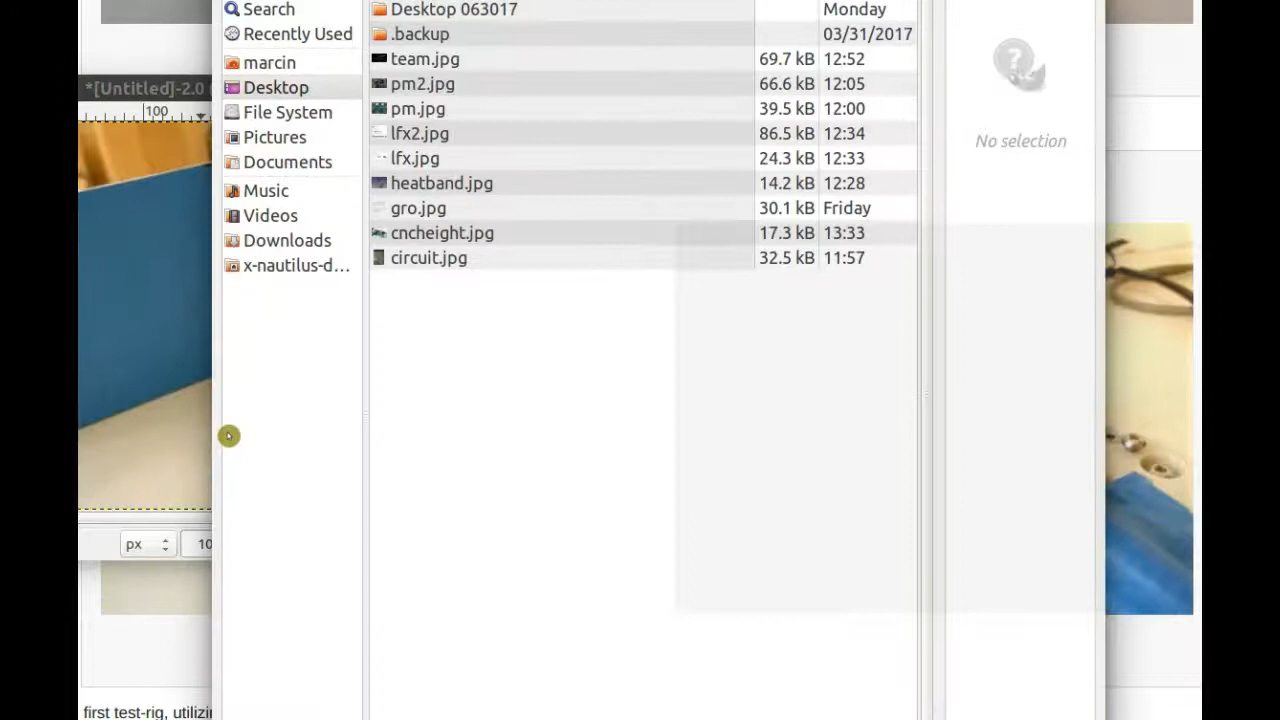 Search
Recently Used
marcin
Desktop
File System
Pictures
Documents
Music
Videos
Downloads
x-nautilus-d...
Desktop 063017 Monday
.backup 03/31/2017
team.jpg 69.7 kB 12:52
pm2.jpg 66.6 kB 12:05
pm.jpg 39.5 kB 12:00
lfx2.jpg 86.5 kB 12:34
lfx.jpg 24.3 kB 12:33
heatband.jpg 14.2 kB 12:28
gro.jpg 30.1 kB Friday
cncheight.jpg 17.3 kB 13:33
circuit.jpg 32.5 kB 11:57
No selection
*[Untitled]-2.0 (
100
px
10
first test-rig, utilizi